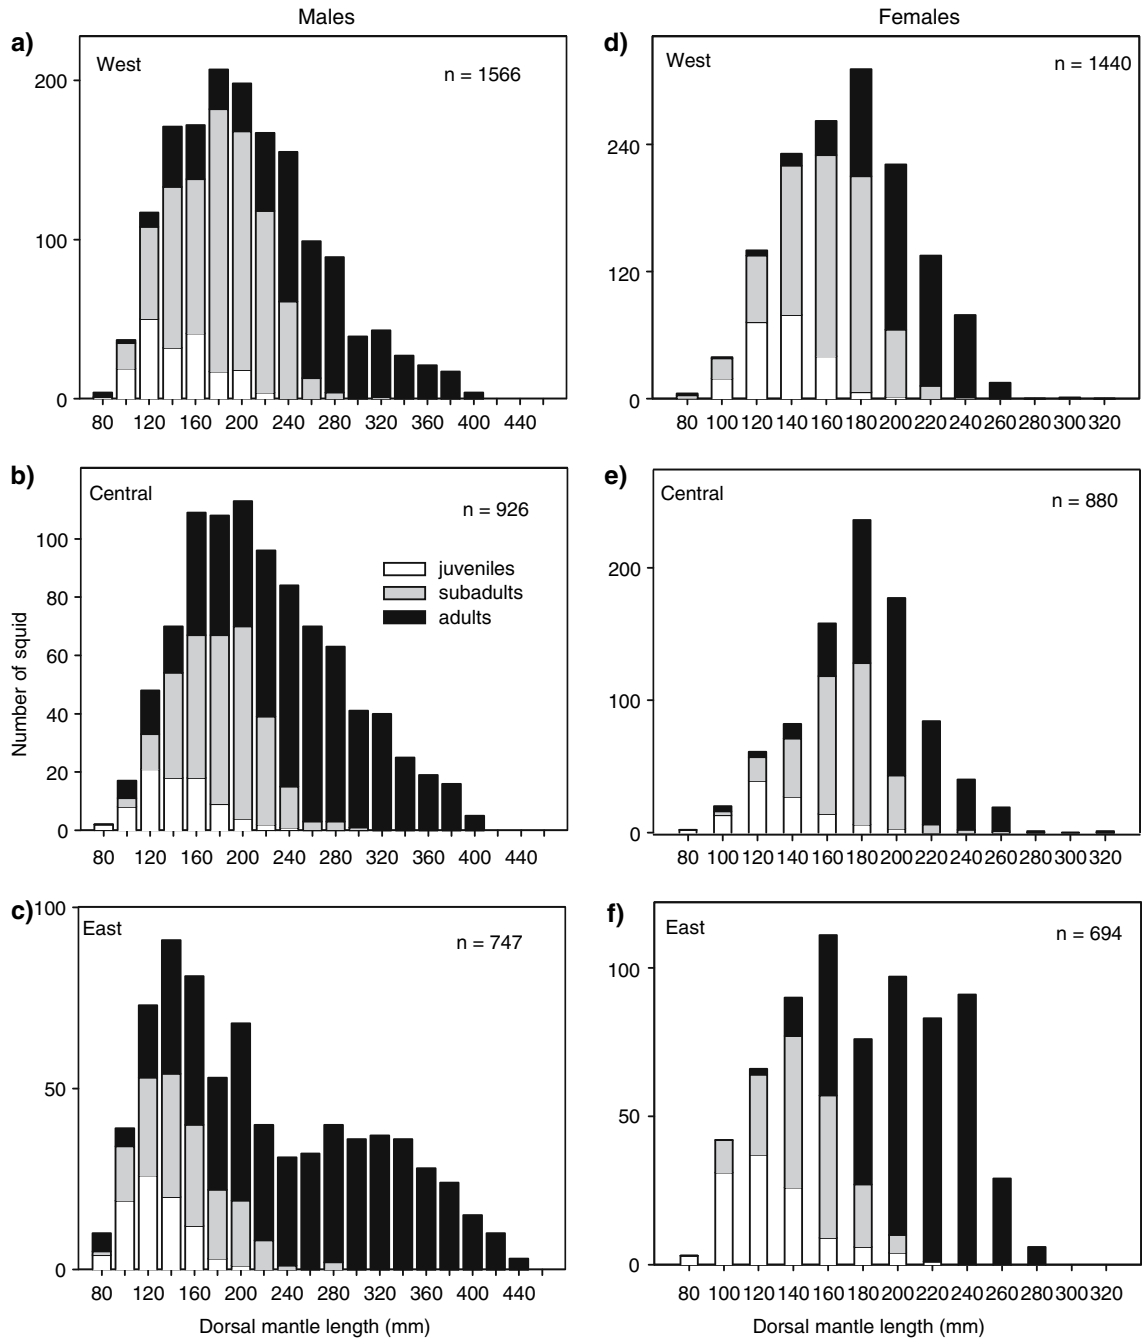 Males
Females
a)
West
n = 1566
200
100
0
80 120 160 200 240 280 320 360 400 440
d)
West
n = 1440
240
120
0
80 100 120 140 160 180 200 220 240 260 280 300 320
b)
Central
n = 926
juveniles
subadults
adults
Number of squid
100
80
60
40
20
0
80 120 160 200 240 280 320 360 400 440
e)
Central
n = 880
200
100
0
80 100 120 140 160 180 200 220 240 260 280 300 320
c)
East
n = 747
100
50
0
80 120 160 200 240 280 320 360 400 440
Dorsal mantle length (mm)
f)
East
n = 694
100
50
0
80 100 120 140 160 180 200 220 240 260 280 300 320
Dorsal mantle length (mm)